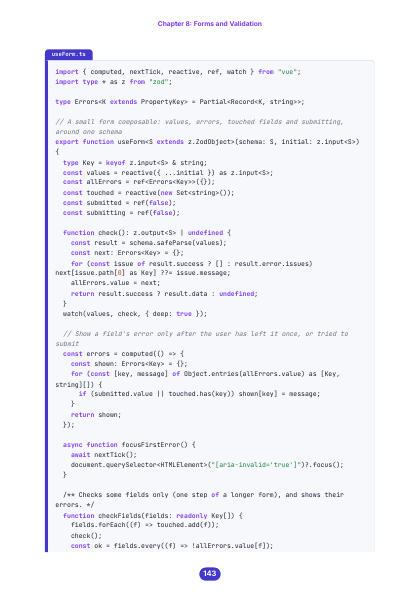 Chapter 8: Forms and Validation
useForm.ts
import { computed, nextTick, reactive, ref, watch } from "vue";
import type * as z from "zod";

type Errors<K extends PropertyKey> = Partial<Record<K, string>>;

// A small form composable: values, errors, touched fields and submitting,
around one schema
export function useForm<S extends z.ZodObject>(schema: S, initial: z.input<S>)
{
  type Key = keyof z.input<S> & string;
  const values = reactive({ ...initial }) as z.input<S>;
  const allErrors = ref<Errors<Key>>({});
  const touched = reactive(new Set<string>());
  const submitted = ref(false);
  const submitting = ref(false);

  function check(): z.output<S> | undefined {
    const result = schema.safeParse(values);
    const next: Errors<Key> = {};
    for (const issue of result.success ? [] : result.error.issues)
next[issue.path[0] as Key] ??= issue.message;
    allErrors.value = next;
    return result.success ? result.data : undefined;
  }
  watch(values, check, { deep: true });

  // Show a field's error only after the user has left it once, or tried to
submit
  const errors = computed(() => {
    const shown: Errors<Key> = {};
    for (const [key, message] of Object.entries(allErrors.value) as [Key,
string][]) {
      if (submitted.value || touched.has(key)) shown[key] = message;
    }
    return shown;
  });

  async function focusFirstError() {
    await nextTick();
    document.querySelector<HTMLElement>("[aria-invalid='true']")?.focus();
  }

  /** Checks some fields only (one step of a longer form), and shows their
errors. */
  function checkFields(fields: readonly Key[]) {
    fields.forEach((f) => touched.add(f));
    check();
    const ok = fields.every((f) => !allErrors.value[f]);
143